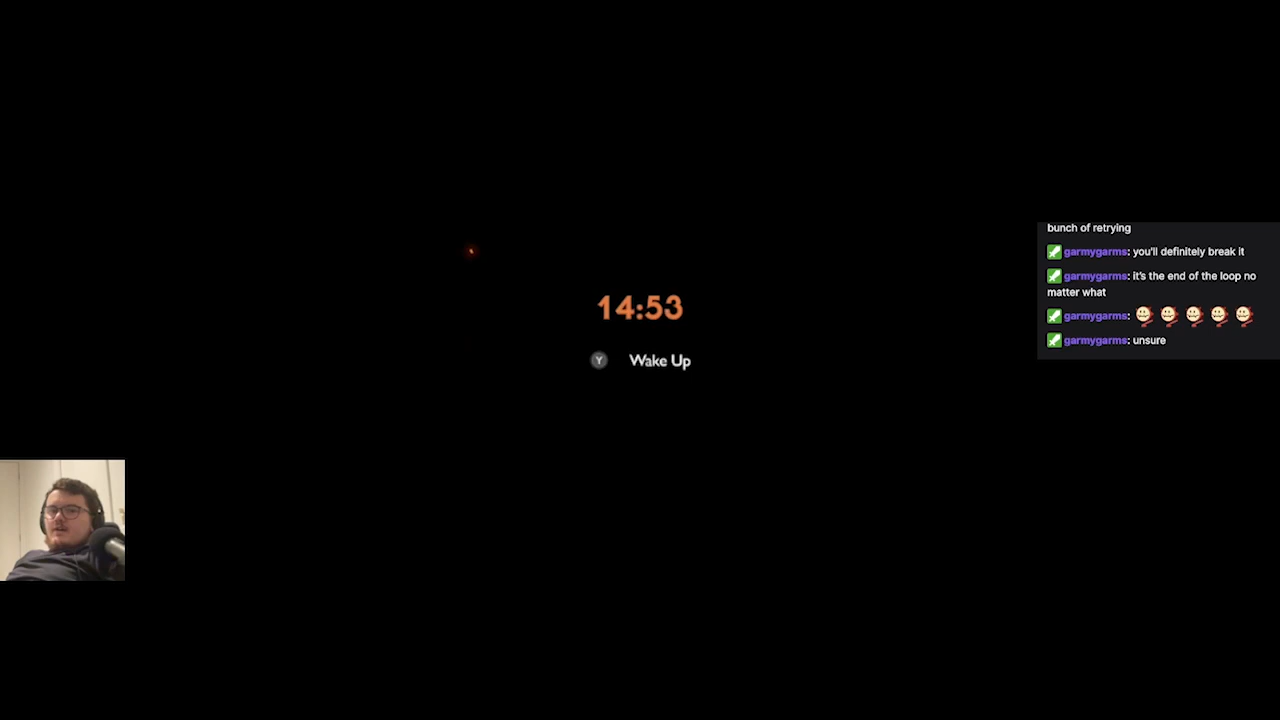 14:53
Y Wake Up
bunch of retrying
garmygarms: you'll definitely break it
garmygarms: it's the end of the loop no
matter what
garmygarms:
garmygarms: unsure